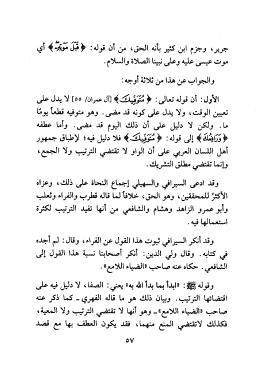 جرير، وجزم ابن كثير بأنه الحق، من أن قوله: ﴿ قَبْلَ مَوْتِهِ ﴾ أي
موت عيسى عليه وعلى نبينا الصلاة والسلام.
والجواب عن هذا من ثلاثة أوجه:
الأول: أن قوله تعالى: ﴿ مُتَوَفِّيكَ ﴾ [آل عمران/ ٥٥] لا يدل على
تعيين الوقت، ولا يدل على كونه قد مضى. وهو متوفيه قطعاً يومًا
ما. ولكن لا دليل على أن ذلك اليوم قد مضى. وأما عطفه
﴿ وَرَافِعُكَ ﴾ إلى قوله: ﴿ مُتَوَفِّيكَ ﴾ فلا دليل فيه؛ لإطباق جمهور
أهل اللسان العربي على أن الواو لا تقتضي الترتيب ولا الجمع،
وإنما تقتضي مطلق التشريك.
وقد ادعى السيرافي والسهيلي إجماع النحاة على ذلك، وعزاه
الأكثر للمحققين، وهو الحق، خلافاً لما قاله قطرب والفراء وثعلب
وأبو عمرو الزاهد وهشام والشافعي من أنها تفيد الترتيب لكثرة
استعمالها فيه.
وقد أنكر السيرافي ثبوت هذا القول عن الفراء، وقال: لم أجده
في كتابه. وقال ولي الدين: أنكر أصحابنا نسبة هذا القول إلى
الشافعي. حكاه عنه صاحب «الضياء اللامع».
وقوله ﷺ: «ابدأ بما بدأ الله به» يعني: الصفا، لا دليل فيه على
اقتضائها الترتيب. وبيان ذلك هو ما قاله الفهري ـ كما ذكر عنه
صاحب «الضياء اللامع» ـ وهو أنها لا تقتضي الترتيب ولا المعية،
فكذلك لاتقتضي المنع منهما، فقد يكون العطف بها مع قصد
٥٧